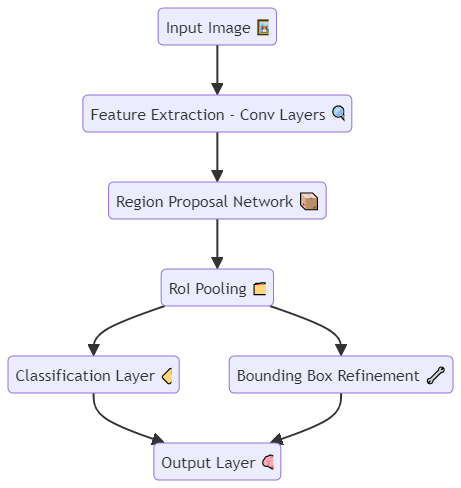 Input Image 🖼️
Feature Extraction - Conv Layers 🔍
Region Proposal Network 📦
RoI Pooling
Classification Layer
Bounding Box Refinement
Output Layer